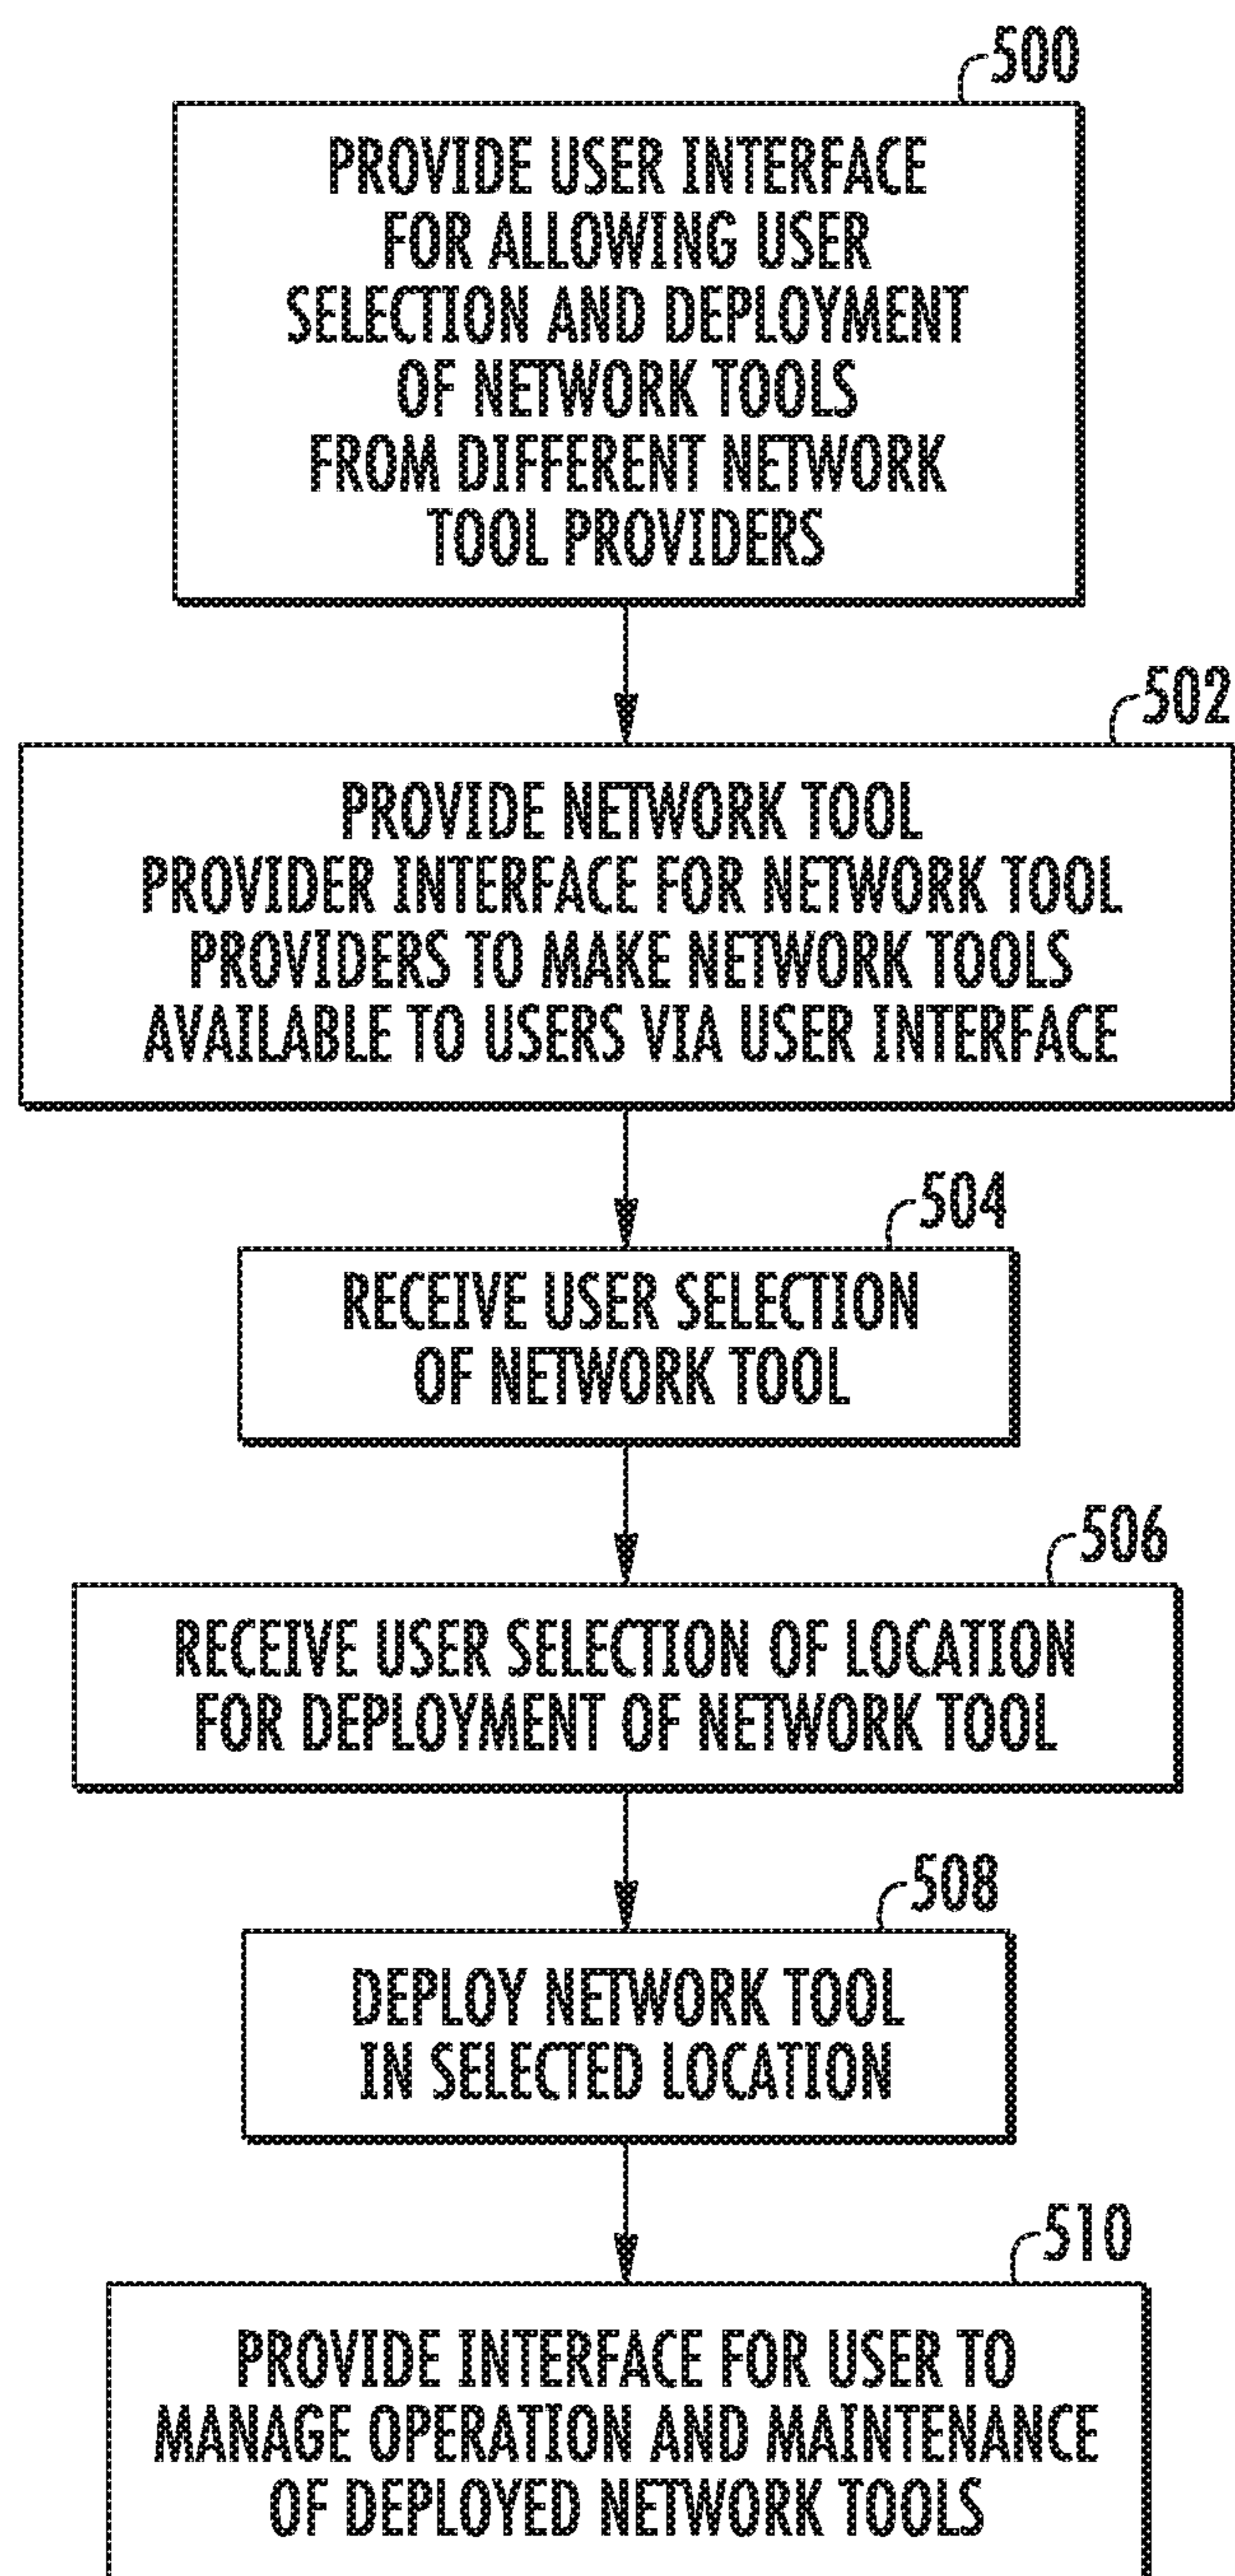 500
PROVIDE USER INTERFACE
FOR ALLOWING USER
SELECTION AND DEPLOYMENT
OF NETWORK TOOLS
FROM DIFFERENT NETWORK
TOOL PROVIDERS
502
PROVIDE NETWORK TOOL
PROVIDER INTERFACE FOR NETWORK TOOL
PROVIDERS TO MAKE NETWORK TOOLS
AVAILABLE TO USERS VIA USER INTERFACE
504
RECEIVE USER SELECTION
OF NETWORK TOOL
506
RECEIVE USER SELECTION OF LOCATION
FOR DEPLOYMENT OF NETWORK TOOL
508
DEPLOY NETWORK TOOL
IN SELECTED LOCATION
510
PROVIDE INTERFACE FOR USER TO
MANAGE OPERATION AND MAINTENANCE
OF DEPLOYED NETWORK TOOLS